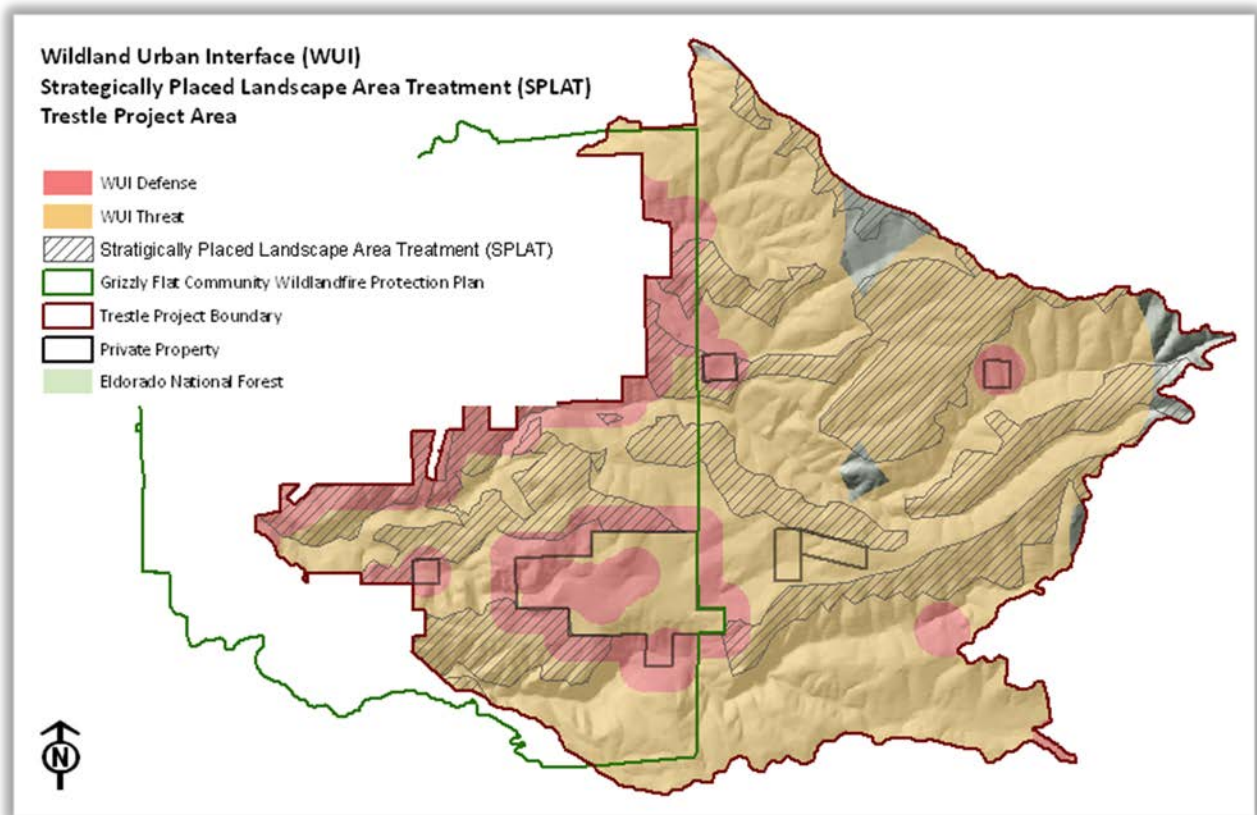 Wildland Urban Interface (WUI)
Strategically Placed Landscape Area Treatment (SPLAT)
Trestle Project Area
WUI Defense
WUI Threat
Stratigically Placed Landscape Area Treatment (SPLAT)
Grizzly Flat Community Wildlandfire Protection Plan
Trestle Project Boundary
Private Property
Eldorado National Forest
N